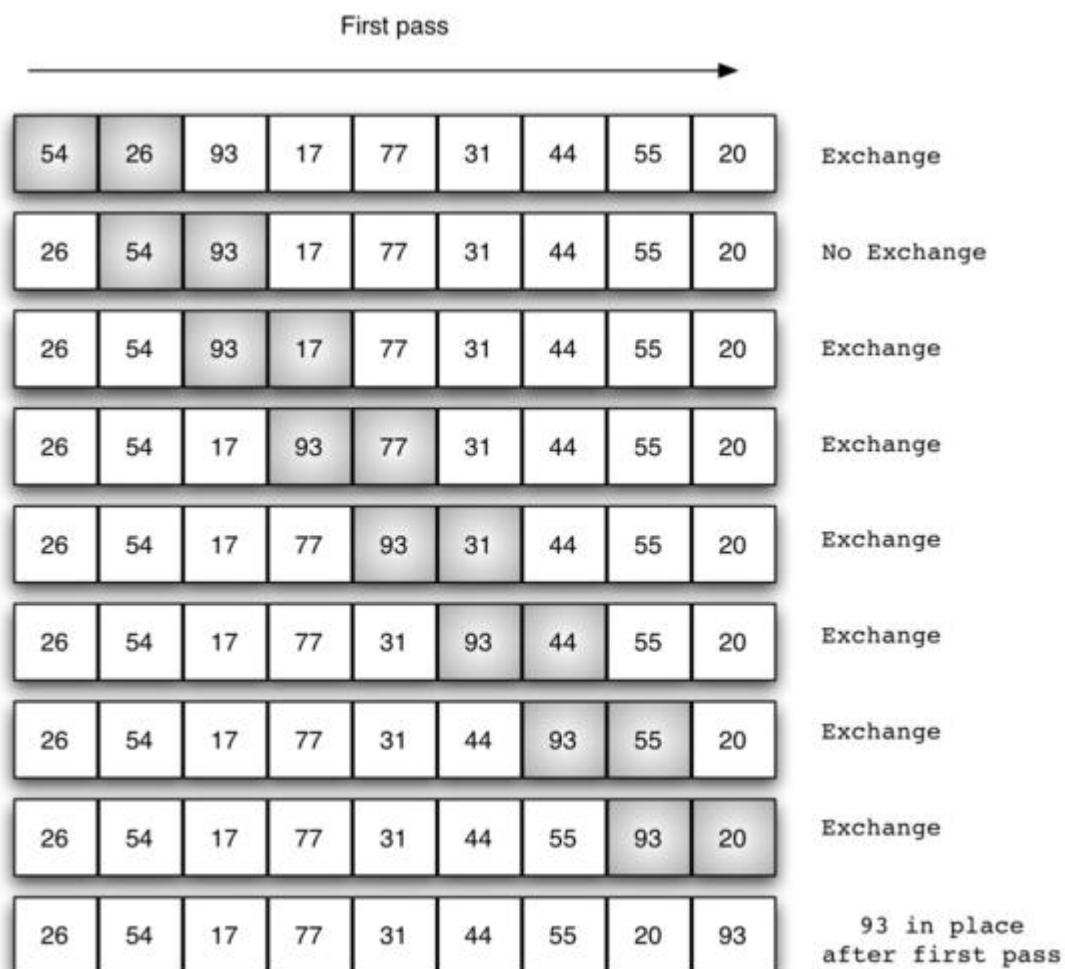 First pass
54 26 93 17 77 31 44 55 20 Exchange
26 54 93 17 77 31 44 55 20 No Exchange
26 54 93 17 77 31 44 55 20 Exchange
26 54 17 93 77 31 44 55 20 Exchange
26 54 17 77 93 31 44 55 20 Exchange
26 54 17 77 31 93 44 55 20 Exchange
26 54 17 77 31 44 93 55 20 Exchange
26 54 17 77 31 44 55 93 20 Exchange
26 54 17 77 31 44 55 20 93 93 in place
after first pass